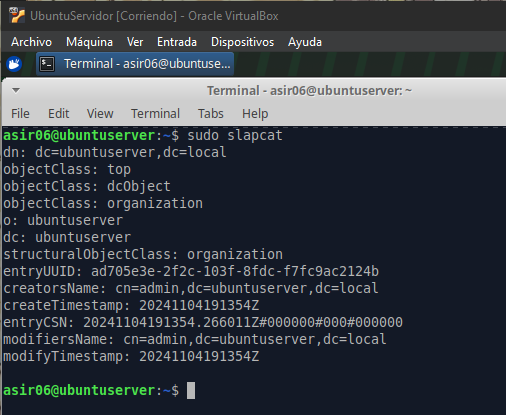 UbuntuServidor [Corriendo] - Oracle VirtualBox
Archivo Máquina Ver Entrada Dispositivos Ayuda
Terminal - asir06@ubuntuse...
Terminal - asir06@ubuntuserver: ~
File Edit View Terminal Tabs Help
asir06@ubuntuserver:~$ sudo slapcat
dn: dc=ubuntuserver,dc=local
objectClass: top
objectClass: dcObject
objectClass: organization
o: ubuntuserver
dc: ubuntuserver
structuralObjectClass: organization
entryUUID: ad705e3e-2f2c-103f-8fdc-f7fc9ac2124b
creatorsName: cn=admin,dc=ubuntuserver,dc=local
createTimestamp: 20241104191354Z
entryCSN: 20241104191354.266011Z#000000#000#000000
modifiersName: cn=admin,dc=ubuntuserver,dc=local
modifyTimestamp: 20241104191354Z
asir06@ubuntuserver:~$